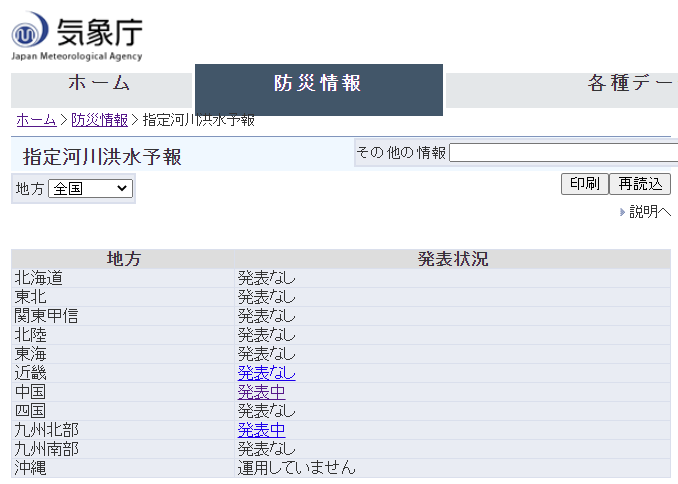 気象庁
Japan Meteorological Agency
ホーム 防災情報 各種デー
ホーム > 防災情報 > 指定河川洪水予報
指定河川洪水予報 その他の情報
地方 全国 印刷 再読込
説明へ
地方 発表状況
北海道 発表なし
東北 発表なし
関東甲信 発表なし
北陸 発表なし
東海 発表なし
近畿 発表なし
中国 発表中
四国 発表なし
九州北部 発表中
九州南部 発表なし
沖縄 運用していません